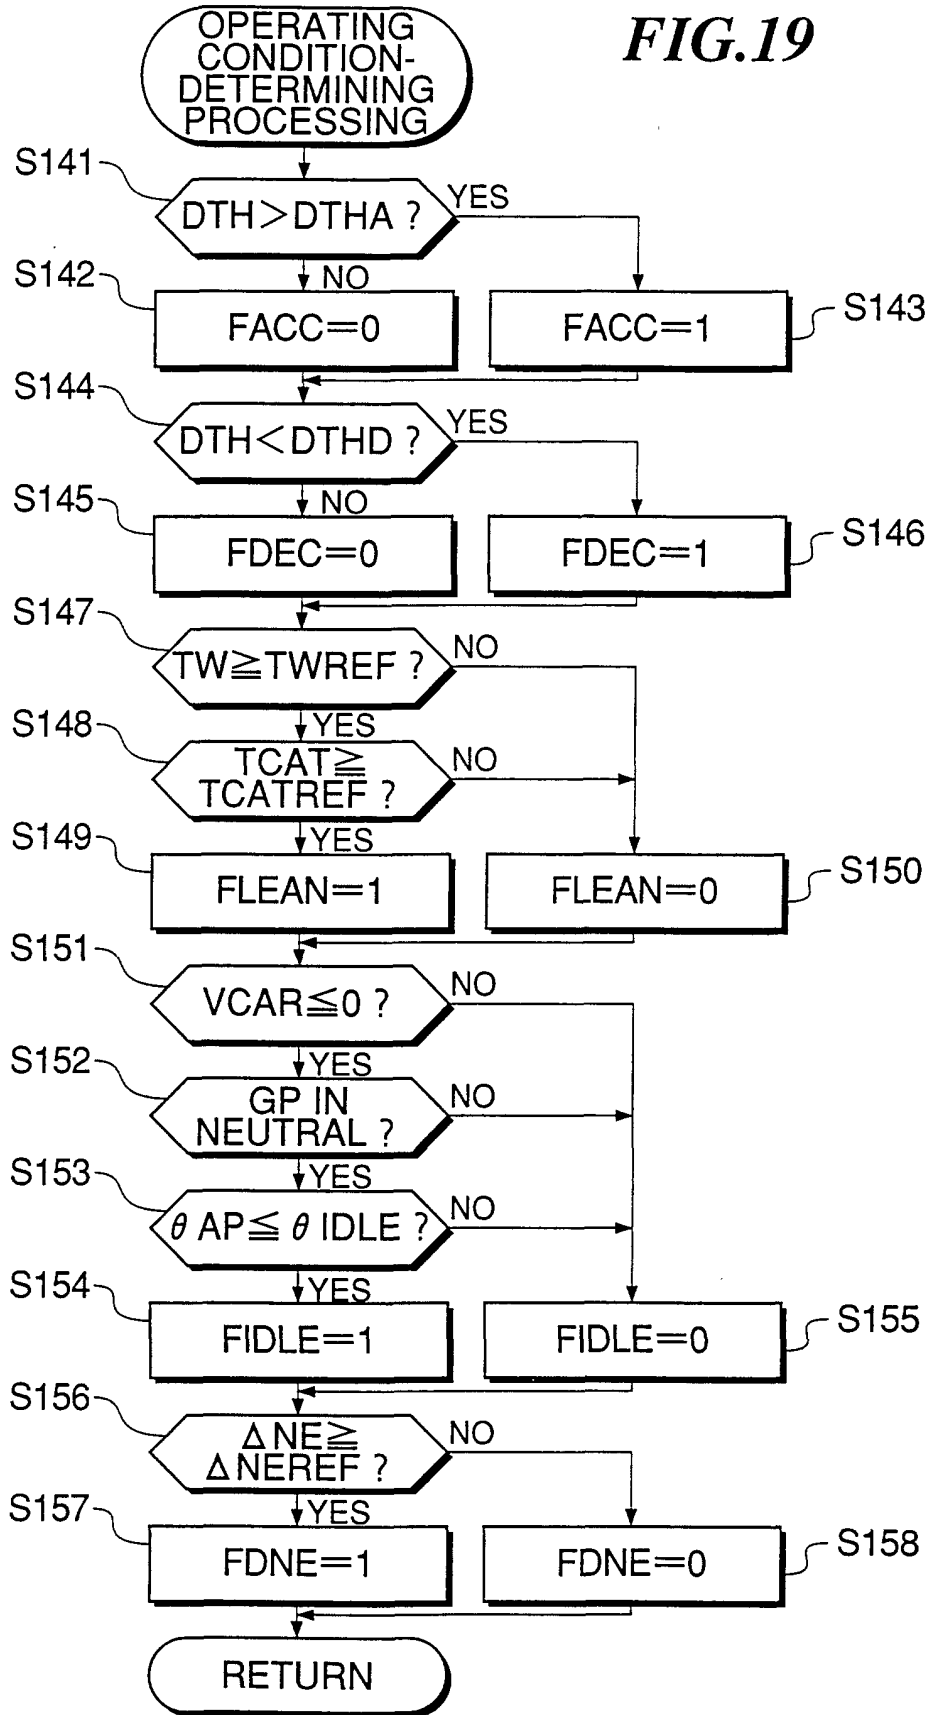 FIG.19
OPERATING
CONDITION-
DETERMINING
PROCESSING
S141
DTH>DTHA ?
YES
NO
S142
FACC=0
FACC=1
S143
S144
DTH<DTHD ?
YES
NO
S145
FDEC=0
FDEC=1
S146
S147
TW≧TWREF ?
NO
YES
S148
TCAT≧
TCATREF ?
NO
YES
S149
FLEAN=1
FLEAN=0
S150
S151
VCAR≦0 ?
NO
YES
S152
GP IN
NEUTRAL ?
NO
YES
S153
θ AP≦ θ IDLE ?
NO
YES
S154
FIDLE=1
FIDLE=0
S155
S156
Δ NE≧
Δ NEREF ?
NO
YES
S157
FDNE=1
FDNE=0
S158
RETURN